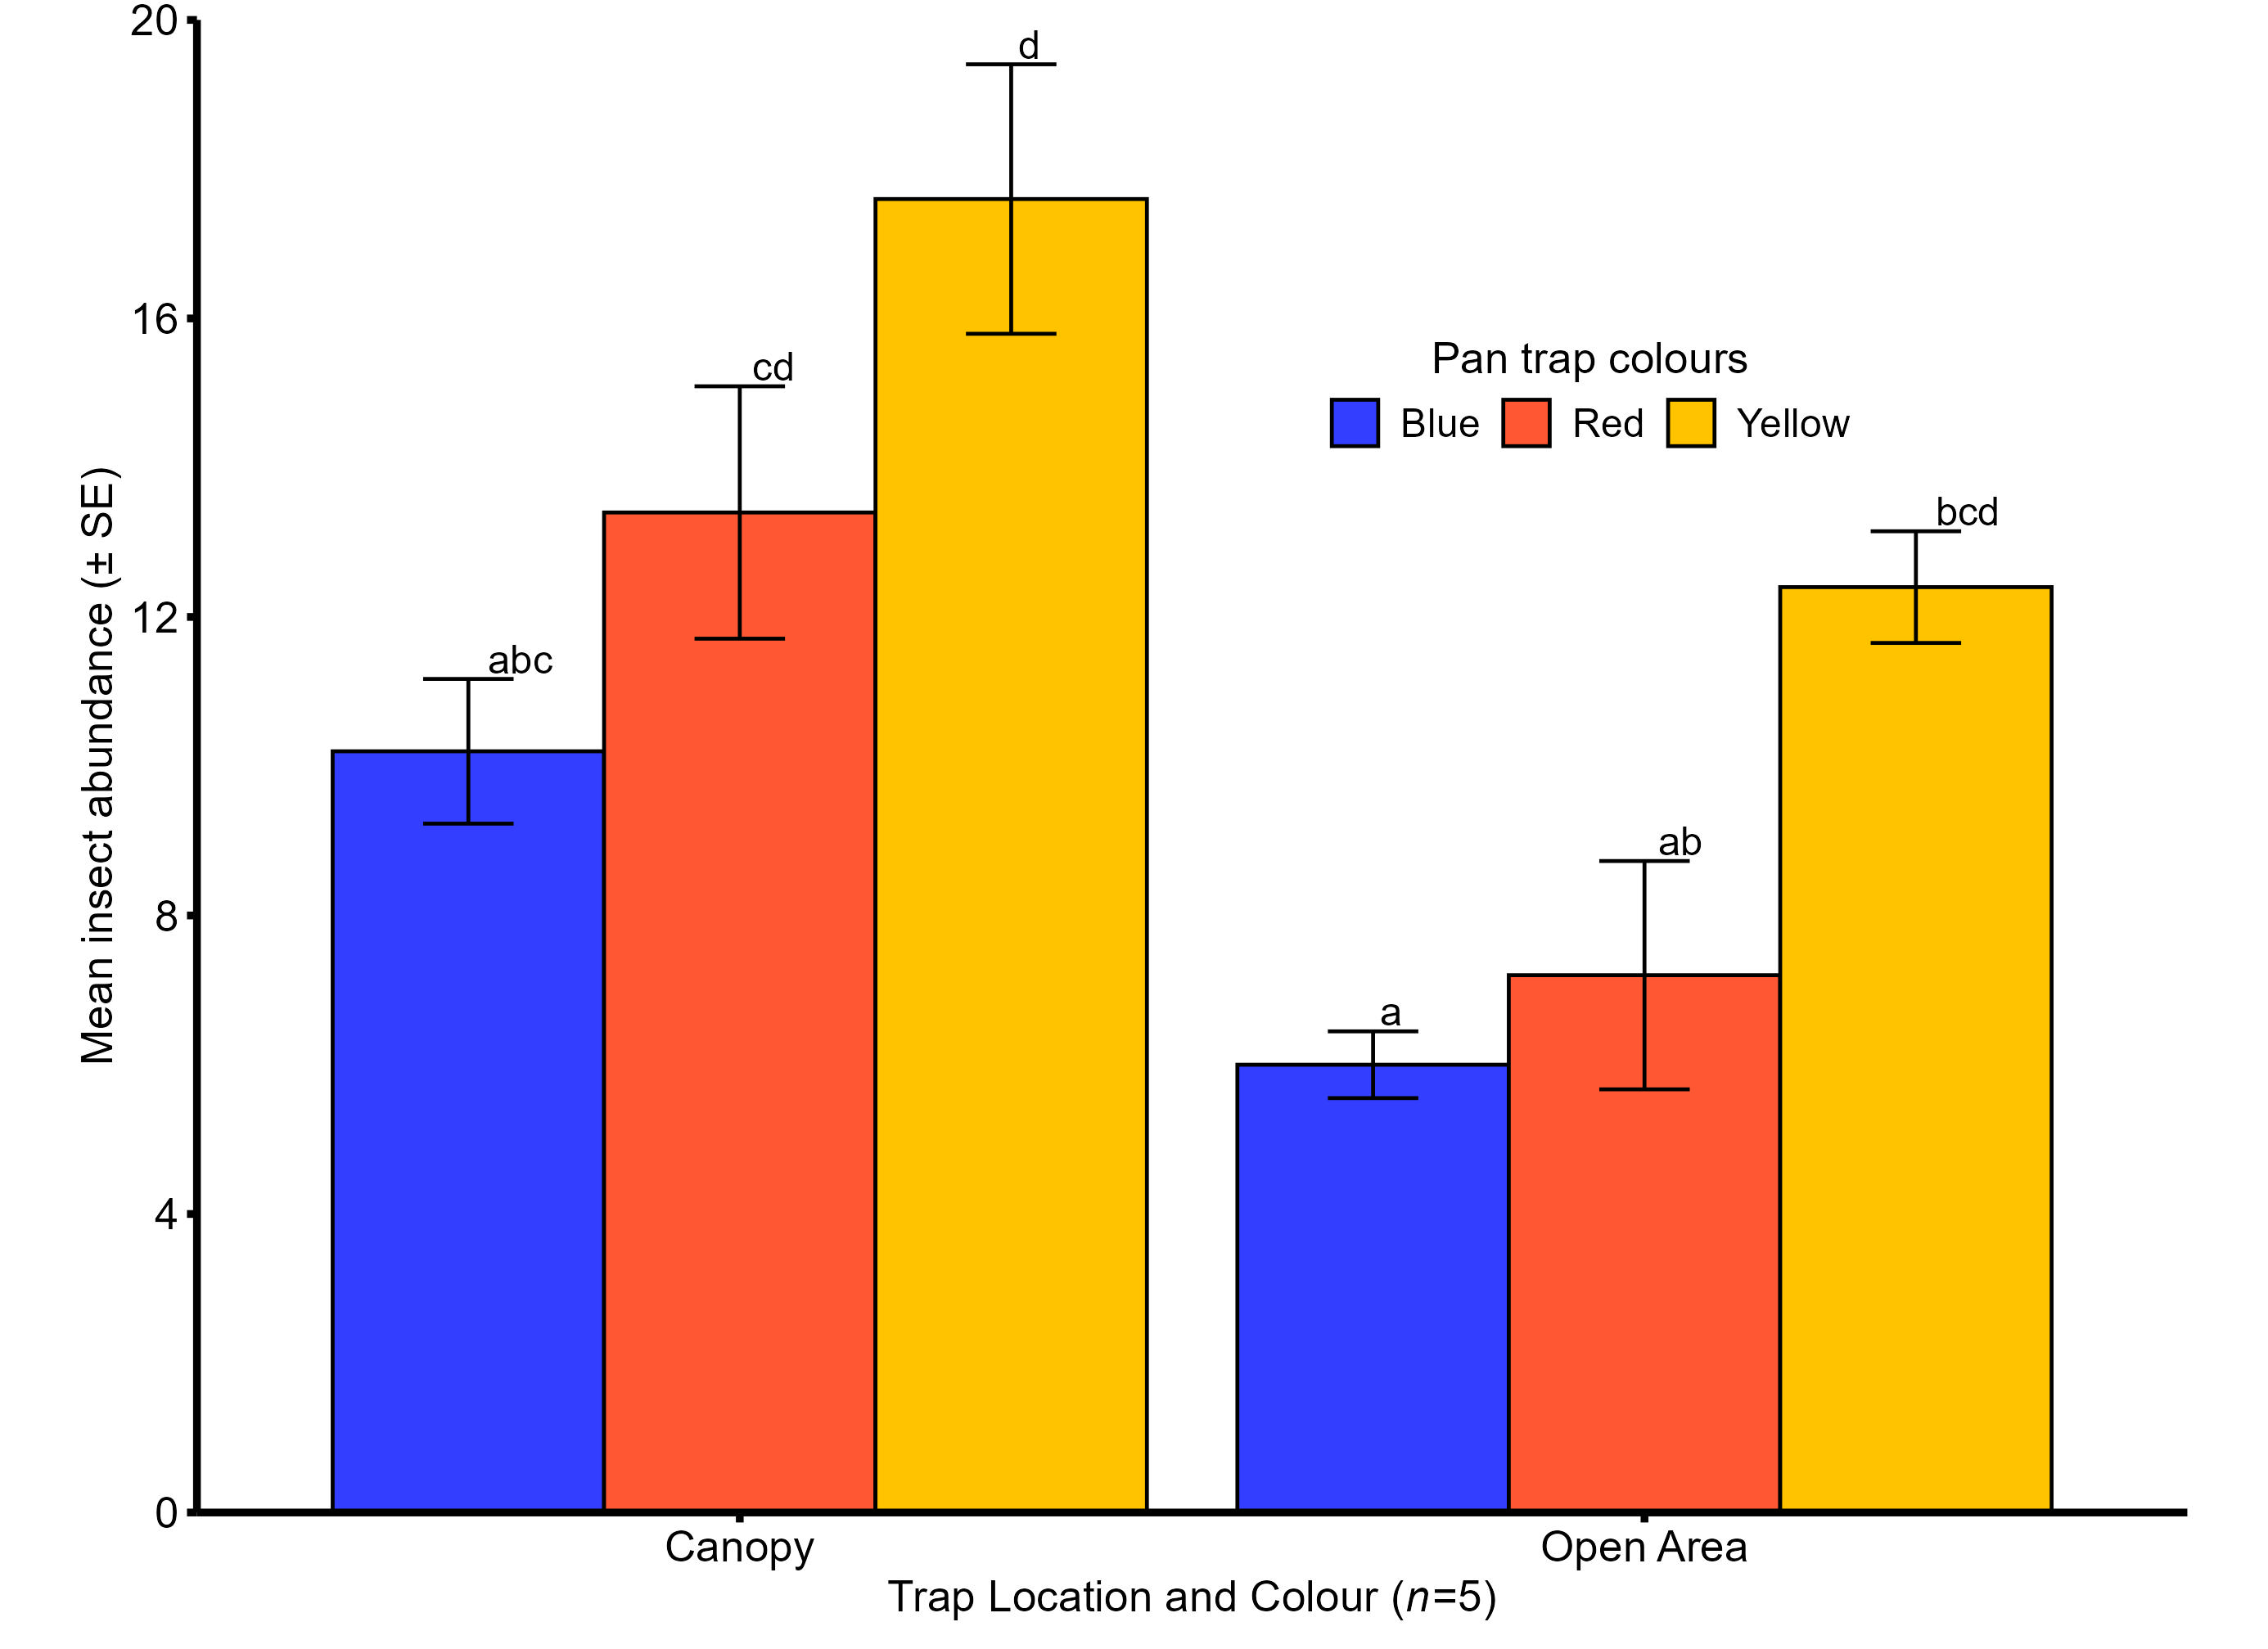 20
16
12
8
4
0
Mean insect abundance (± SE)
d
cd
abc
Pan trap colours
Blue Red Yellow
bcd
ab
a
Canopy Open Area
Trap Location and Colour (n=5)